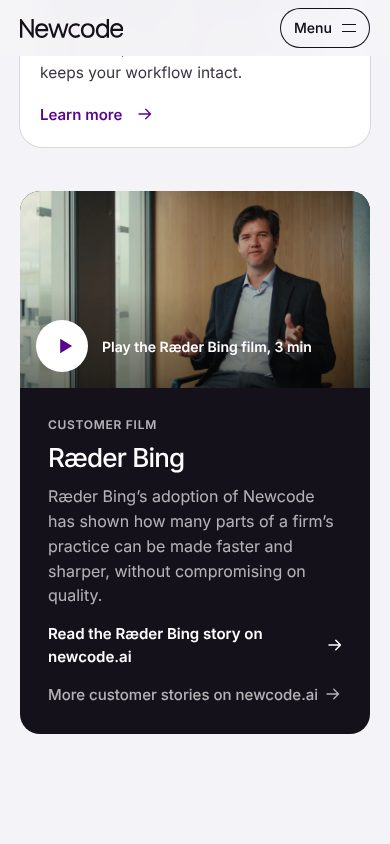 Newcode
Menu
keeps your workflow intact.
Learn more
Play the Ræder Bing film, 3 min
CUSTOMER FILM
Ræder Bing
Ræder Bing’s adoption of Newcode
has shown how many parts of a firm’s
practice can be made faster and
sharper, without compromising on
quality.
Read the Ræder Bing story on
newcode.ai
More customer stories on newcode.ai